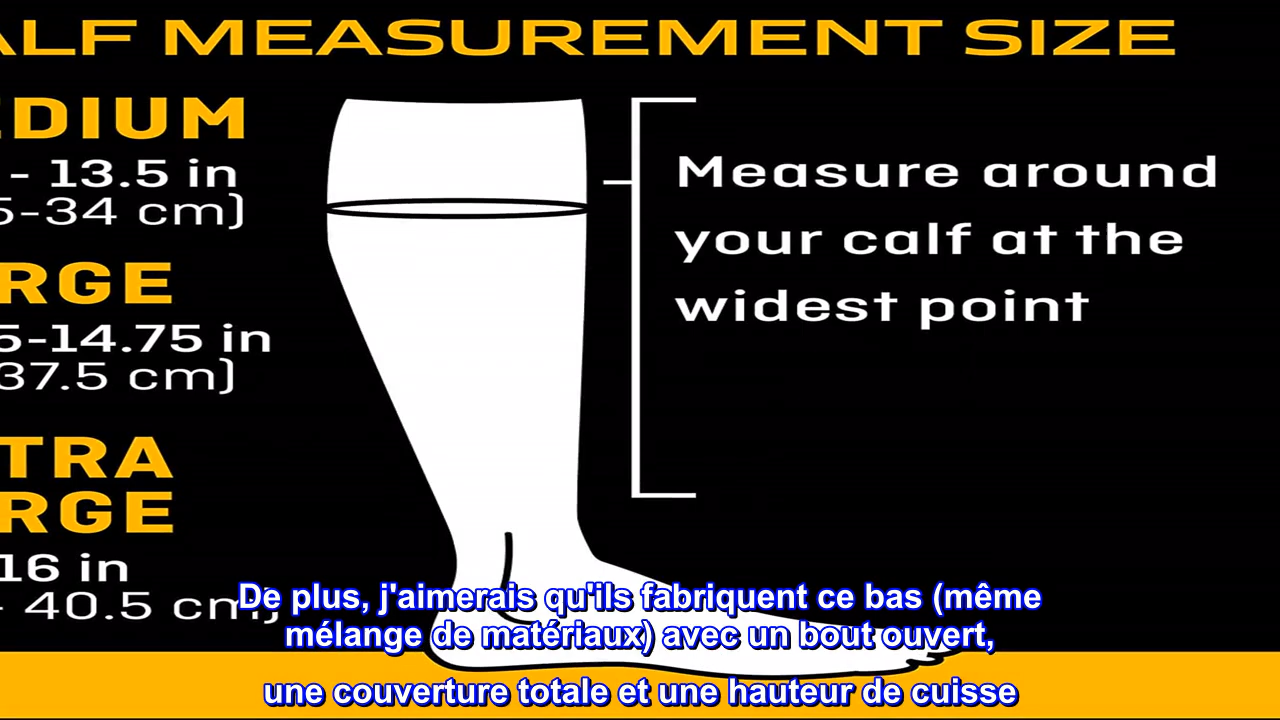 ALF MEASUREMENT SIZE
EDIUM
- 13.5 in
5-34 cm)
RGE
5-14.75 in
37.5 cm)
TRA
RGE
16 in
- 40.5 cm)
Measure around
your calf at the
widest point
De plus, j'aimerais qu'ils fabriquent ce bas (même
mélange de matériaux) avec un bout ouvert,
une couverture totale et une hauteur de cuisse